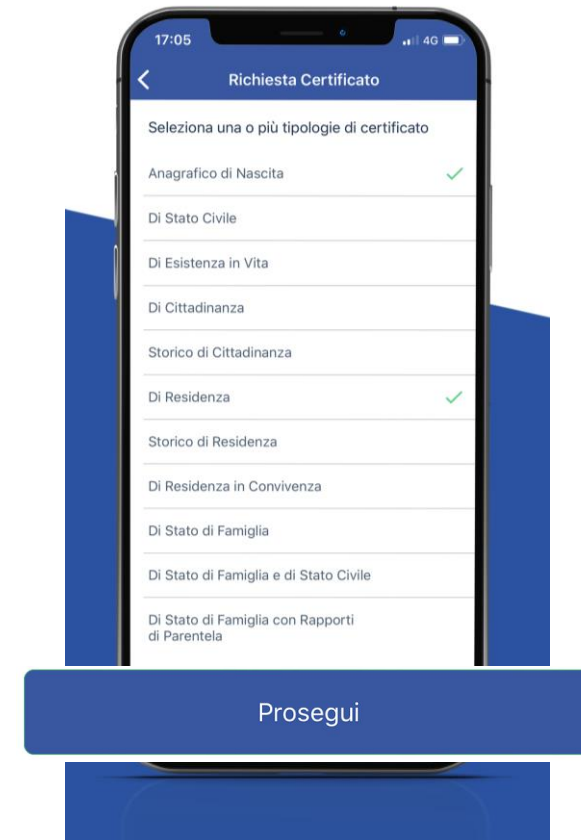 17:05
4G
Richiesta Certificato
Seleziona una o più tipologie di certificato
Anagrafico di Nascita
Di Stato Civile
Di Esistenza in Vita
Di Cittadinanza
Storico di Cittadinanza
Di Residenza
Storico di Residenza
Di Residenza in Convivenza
Di Stato di Famiglia
Di Stato di Famiglia e di Stato Civile
Di Stato di Famiglia con Rapporti
di Parentela
Prosegui